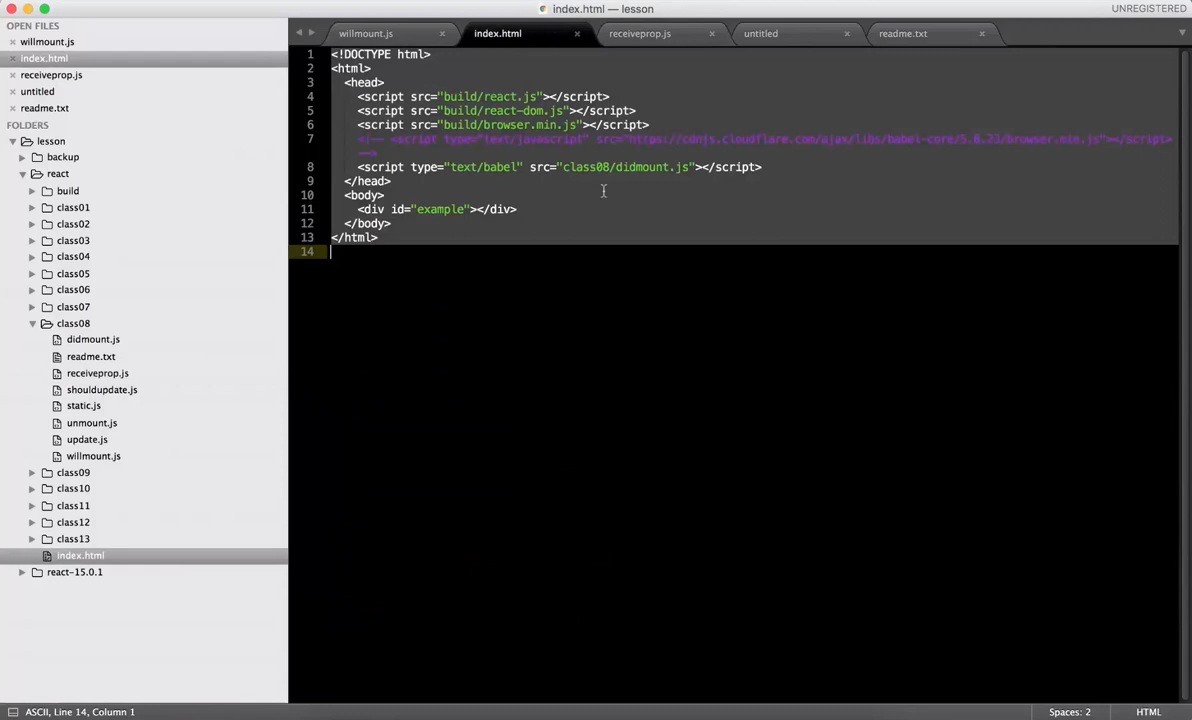 index.html — lesson
UNREGISTERED
OPEN FILES
willmount.js
index.html
receiveprop.js
untitled
readme.txt
FOLDERS
lesson
backup
react
build
class01
class02
class03
class04
class05
class06
class07
class08
didmount.js
readme.txt
receiveprop.js
shouldupdate.js
static.js
unmount.js
update.js
willmount.js
class09
class10
class11
class12
class13
index.html
react-15.0.1
willmount.js
index.html
receiveprop.js
untitled
readme.txt
1 <!DOCTYPE html>
2 <html>
3 <head>
4 <script src="build/react.js"></script>
5 <script src="build/react-dom.js"></script>
6 <script src="build/browser.min.js"></script>
7 <!-- <script type="text/javascript" src="https://cdnjs.cloudflare.com/ajax/libs/babel-core/5.8.23/browser.min.js"></script>
-->
8 <script type="text/babel" src="class08/didmount.js"></script>
9 </head>
10 <body>
11 <div id="example"></div>
12 </body>
13 </html>
14
ASCII, Line 14, Column 1
Spaces: 2
HTML